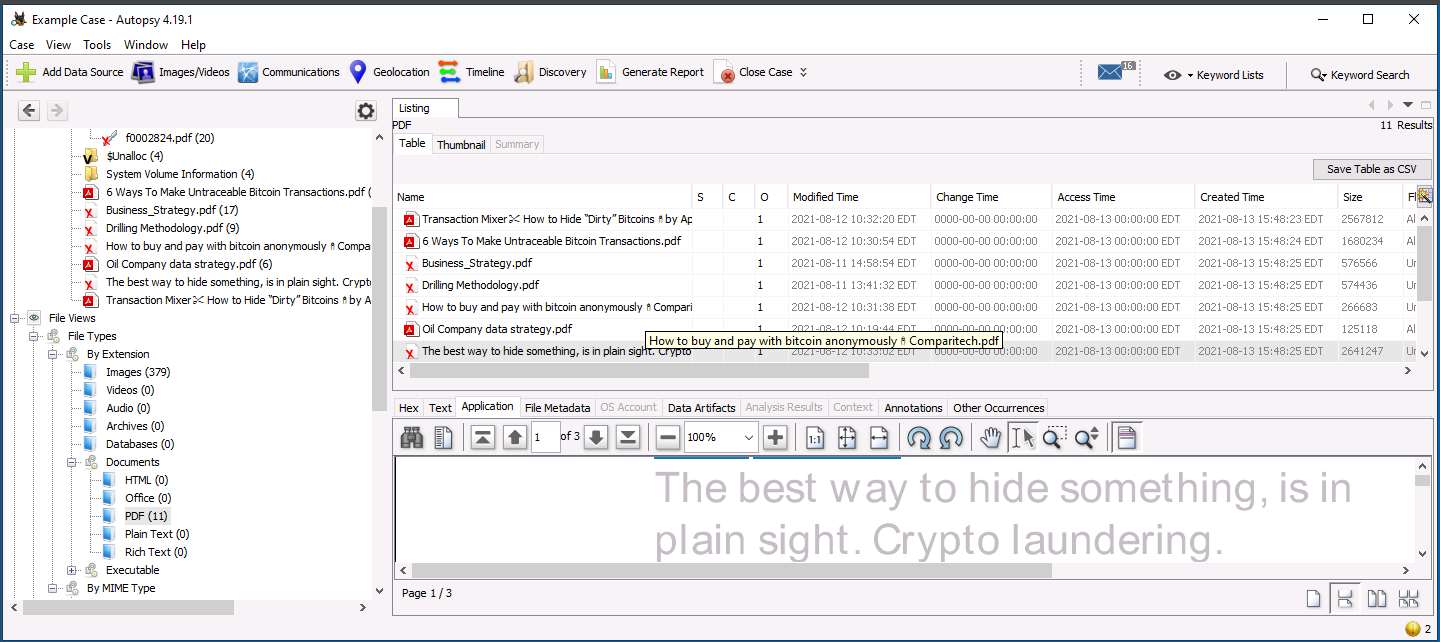 Example Case - Autopsy 4.19.1
Case View Tools Window Help
Add Data Source Images/Videos Communications Geolocation Timeline Discovery Generate Report Close Case 16 Keyword Lists Keyword Search
f0002824.pdf (20)
$Unalloc (4)
System Volume Information (4)
6 Ways To Make Untraceable Bitcoin Transactions.pdf (
Business_Strategy.pdf (17)
Drilling Methodology.pdf (9)
How to buy and pay with bitcoin anonymously Compa
Oil Company data strategy.pdf (6)
The best way to hide something, is in plain sight. Crypt
Transaction Mixer How to Hide “Dirty” Bitcoins by A
File Views
File Types
By Extension
Images (379)
Videos (0)
Audio (0)
Archives (0)
Databases (0)
Documents
HTML (0)
Office (0)
PDF (11)
Plain Text (0)
Rich Text (0)
Executable
By MIME Type
Listing
PDF 11 Results
Table Thumbnail Summary
Save Table as CSV
Name S C O Modified Time Change Time Access Time Created Time Size Fl
Transaction Mixer How to Hide “Dirty” Bitcoins by Ap 1 2021-08-12 10:32:20 EDT 0000-00-00 00:00:00 2021-08-13 00:00:00 EDT 2021-08-13 15:48:23 EDT 2567812 Al
6 Ways To Make Untraceable Bitcoin Transactions.pdf 1 2021-08-12 10:30:54 EDT 0000-00-00 00:00:00 2021-08-13 00:00:00 EDT 2021-08-13 15:48:24 EDT 1680234 Al
Business_Strategy.pdf 1 2021-08-11 14:58:54 EDT 0000-00-00 00:00:00 2021-08-13 00:00:00 EDT 2021-08-13 15:48:25 EDT 576566 Ur
Drilling Methodology.pdf 1 2021-08-11 13:41:32 EDT 0000-00-00 00:00:00 2021-08-13 00:00:00 EDT 2021-08-13 15:48:25 EDT 574436 Ur
How to buy and pay with bitcoin anonymously Compari 1 2021-08-12 10:31:38 EDT 0000-00-00 00:00:00 2021-08-13 00:00:00 EDT 2021-08-13 15:48:25 EDT 266683 Ur
Oil Company data strategy.pdf 1 2021-08-12 10:19:44 EDT 0000-00-00 00:00:00 2021-08-13 00:00:00 EDT 2021-08-13 15:48:25 EDT 125118 Al
How to buy and pay with bitcoin anonymously Comparitech.pdf
The best way to hide something, is in plain sight. Crypto 1 2021-08-12 10:33:02 EDT 0000-00-00 00:00:00 2021-08-13 00:00:00 EDT 2021-08-13 15:48:25 EDT 2641247 Ur
Hex Text Application File Metadata OS Account Data Artifacts Analysis Results Context Annotations Other Occurrences
1 of 3 100% 1:1
The best way to hide something, is in
plain sight. Crypto laundering.
Page 1 / 3
2